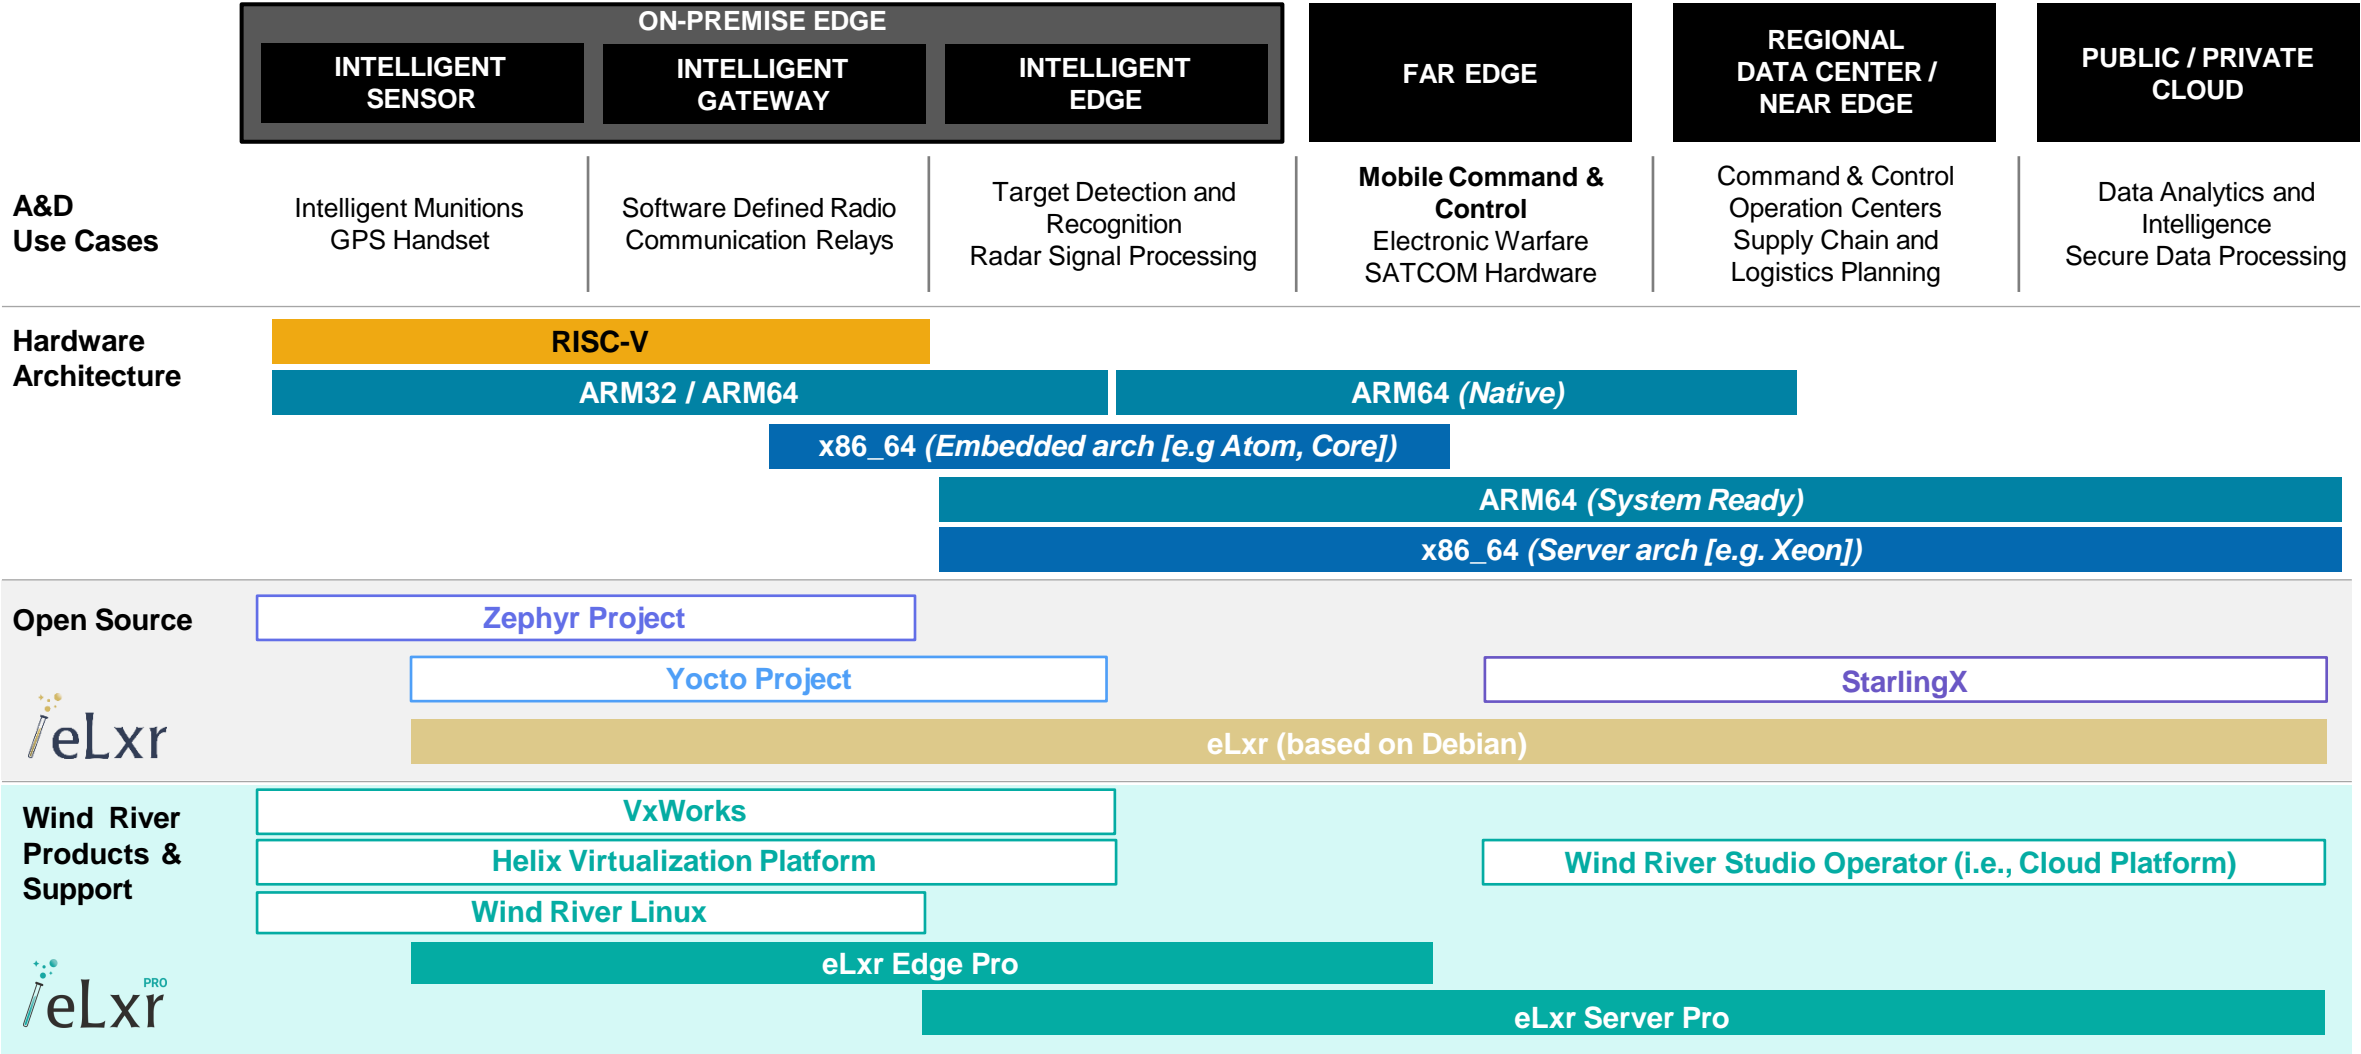 ON-PREMISE EDGE
INTELLIGENT
SENSOR
INTELLIGENT
GATEWAY
INTELLIGENT
EDGE
FAR EDGE
REGIONAL
DATA CENTER /
NEAR EDGE
PUBLIC / PRIVATE
CLOUD
A&D
Use Cases
Intelligent Munitions
GPS Handset
Software Defined Radio
Communication Relays
Target Detection and
Recognition
Radar Signal Processing
Mobile Command &
Control
Electronic Warfare
SATCOM Hardware
Command & Control
Operation Centers
Supply Chain and
Logistics Planning
Data Analytics and
Intelligence
Secure Data Processing
Hardware
Architecture
RISC-V
ARM32 / ARM64
ARM64 (Native)
x86_64 (Embedded arch [e.g Atom, Core])
ARM64 (System Ready)
x86_64 (Server arch [e.g. Xeon])
Open Source
Zephyr Project
Yocto Project
StarlingX
eLxr
eLxr (based on Debian)
Wind River
Products &
Support
VxWorks
Helix Virtualization Platform
Wind River Studio Operator (i.e., Cloud Platform)
Wind River Linux
eLxr Edge Pro
PRO
eLxr
eLxr Server Pro